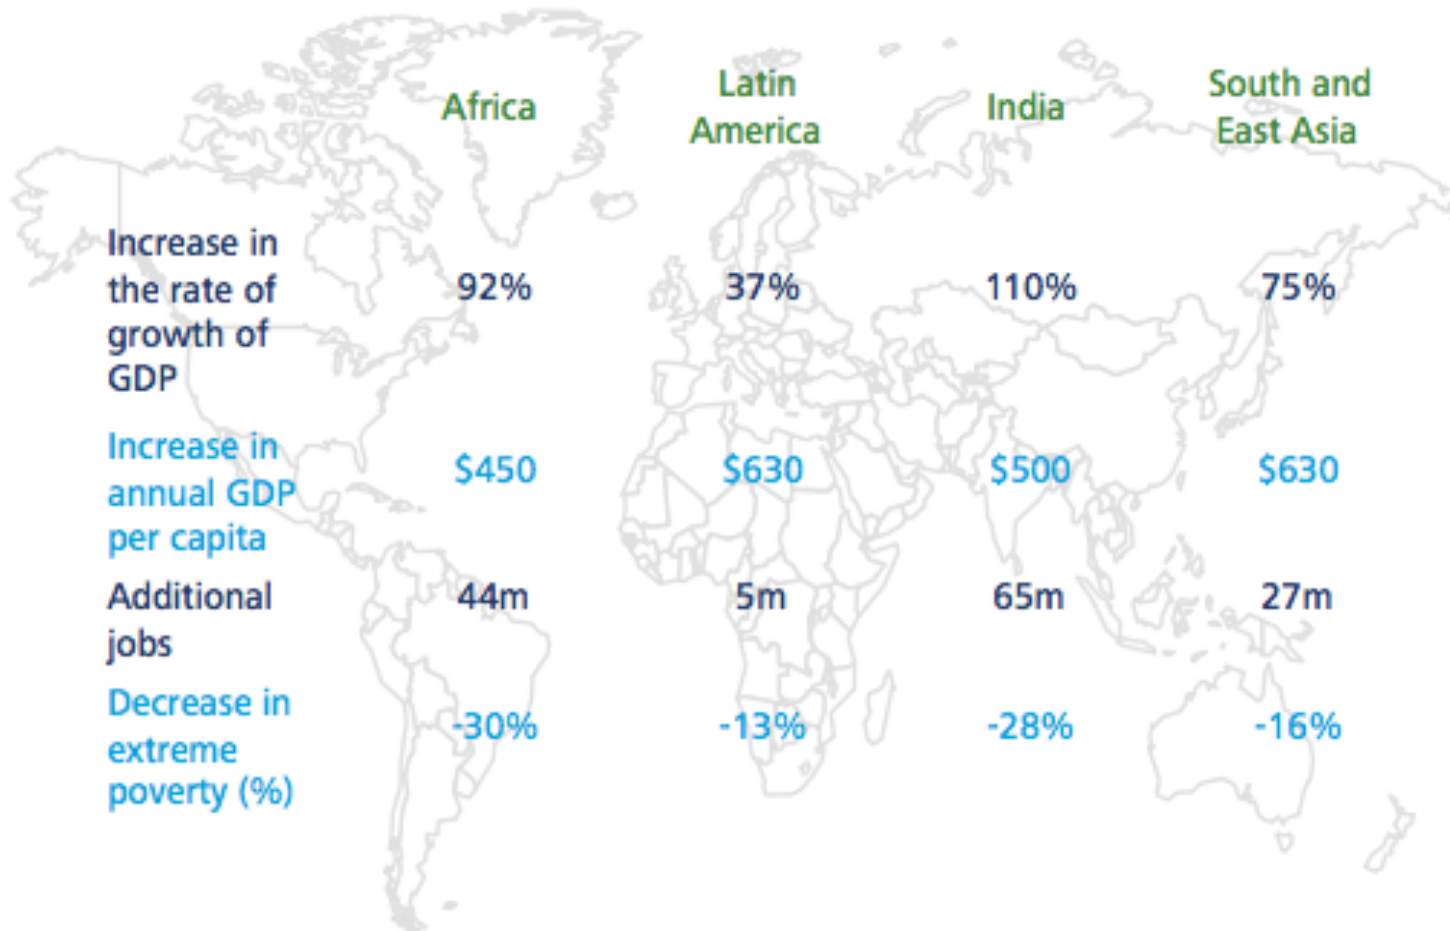 Africa
Latin
America
India
South and
East Asia
Increase in
the rate of
growth of
GDP
92%
37%
110%
75%
Increase in
annual GDP
per capita
$450
$630
$500
$630
Additional
jobs
44m
5m
65m
27m
Decrease in
extreme
poverty (%)
-30%
-13%
-28%
-16%